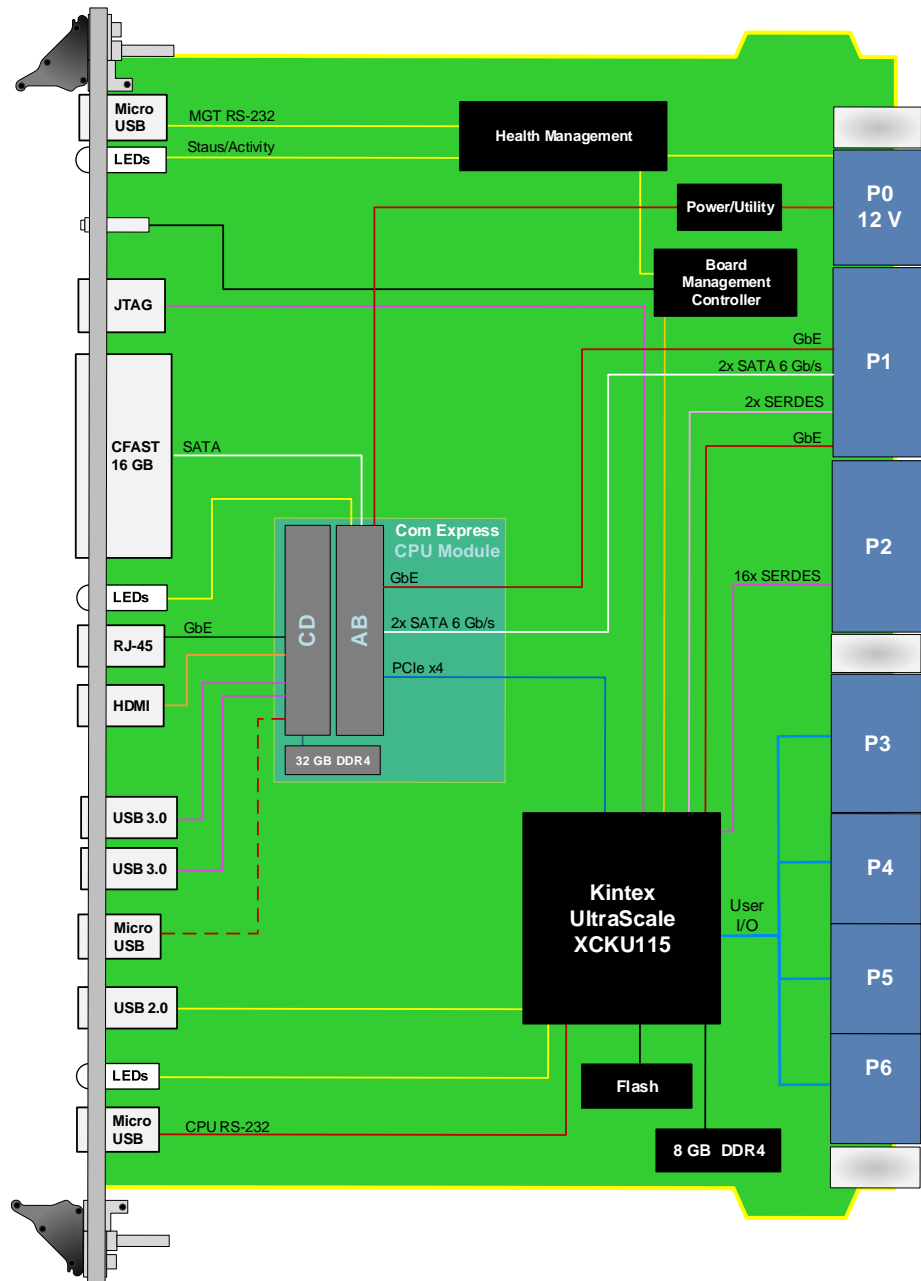 Micro
USB
MGT RS-232
LEDs
Staus/Activity
Health Management
Power/Utility
P0
12 V
Board
Management
Controller
JTAG
GbE
2x SATA 6 Gb/s
2x SERDES
GbE
P1
CFAST
16 GB
SATA
P2
16x SERDES
Com Express
CPU Module
CD
AB
GbE
2x SATA 6 Gb/s
PCIe x4
32 GB DDR4
LEDs
RJ-45
GbE
HDMI
P3
USB 3.0
USB 3.0
P4
Kintex
UltraScale
XCKU115
User
I/O
Micro
USB
P5
USB 2.0
P6
LEDs
Flash
Micro
USB
CPU RS-232
8 GB DDR4